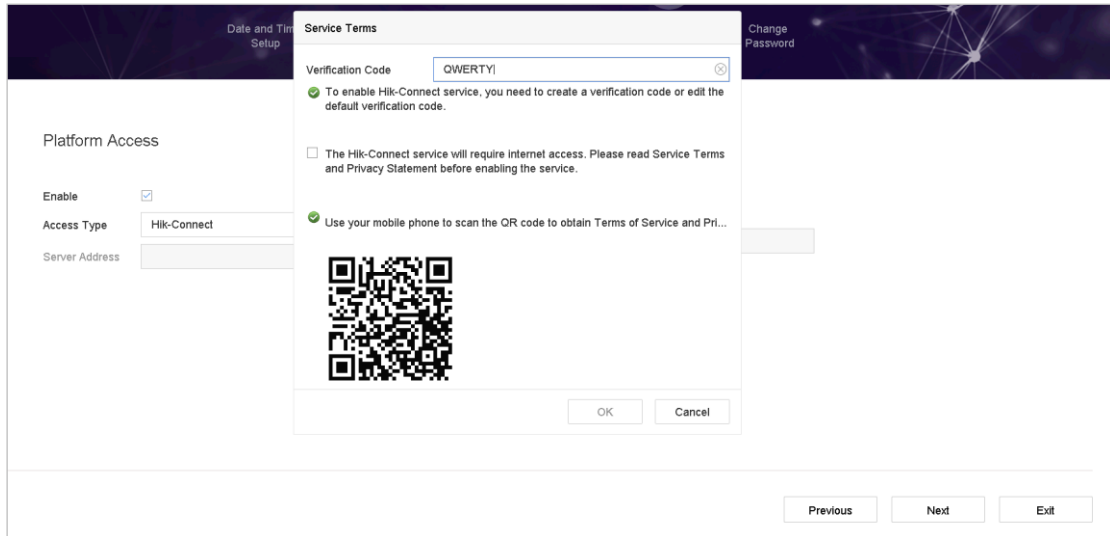 Date and Tim
Setup
Service Terms
Change
Password
Verification Code
QWERTY
To enable Hik-Connect service, you need to create a verification code or edit the
default verification code.
Platform Access
The Hik-Connect service will require internet access. Please read Service Terms
and Privacy Statement before enabling the service.
Enable
Access Type
Hik-Connect
Use your mobile phone to scan the QR code to obtain Terms of Service and Pri...
Server Address
OK
Cancel
Previous
Next
Exit